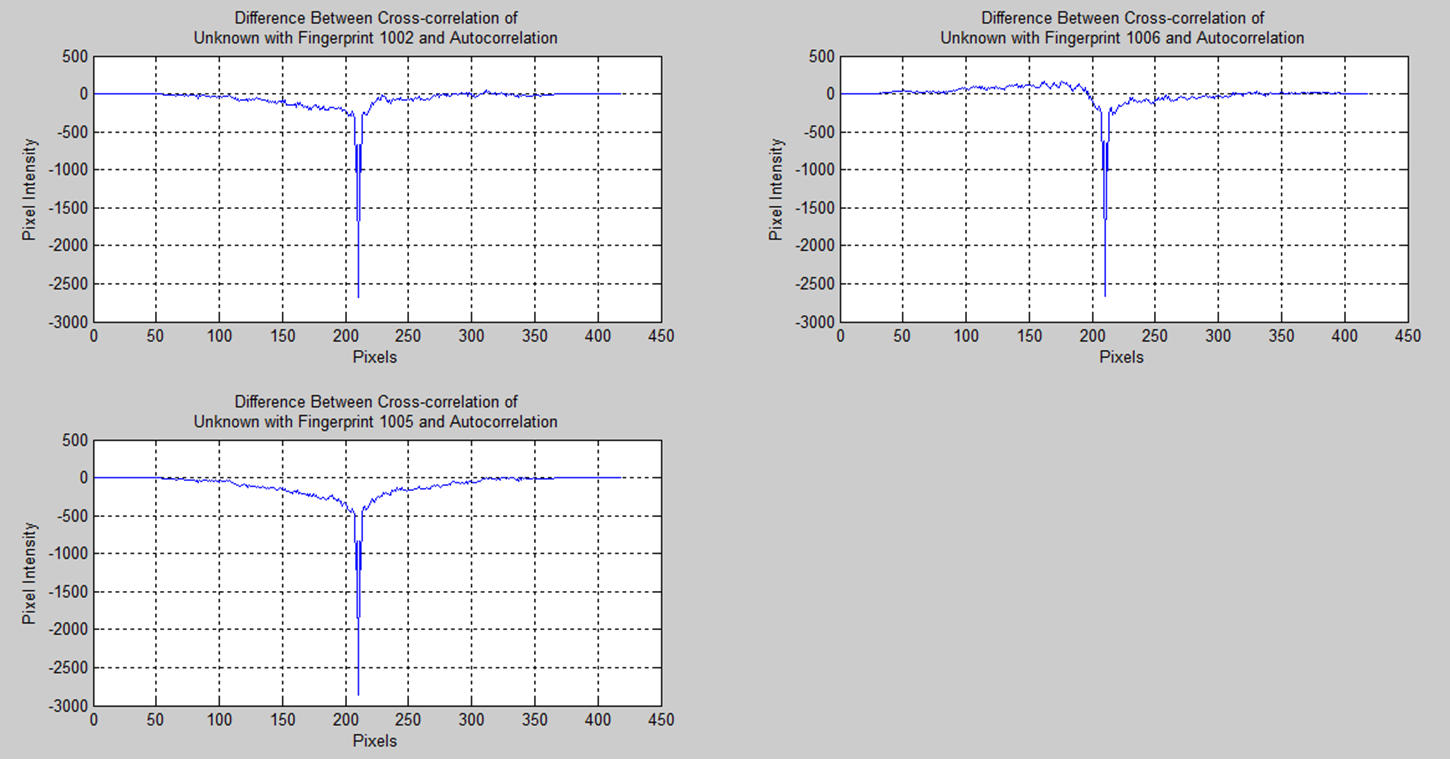 Difference Between Cross-correlation of
Unknown with Fingerprint 1002 and Autocorrelation
500
0
-500
-1000
-1500
-2000
-2500
-3000
Pixel Intensity
0 50 100 150 200 250 300 350 400 450
Pixels
Difference Between Cross-correlation of
Unknown with Fingerprint 1006 and Autocorrelation
500
0
-500
-1000
-1500
-2000
-2500
-3000
Pixel Intensity
0 50 100 150 200 250 300 350 400 450
Pixels
Difference Between Cross-correlation of
Unknown with Fingerprint 1005 and Autocorrelation
500
0
-500
-1000
-1500
-2000
-2500
-3000
Pixel Intensity
0 50 100 150 200 250 300 350 400 450
Pixels